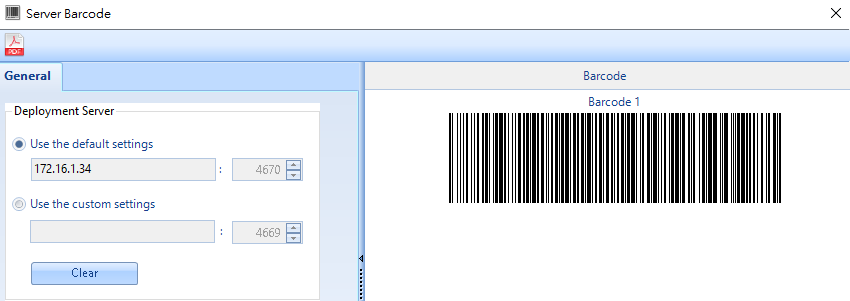 Server Barcode
PDF
General
Barcode
Deployment Server
Barcode 1
Use the default settings
172.16.1.34 : 4670
Use the custom settings
: 4669
Clear